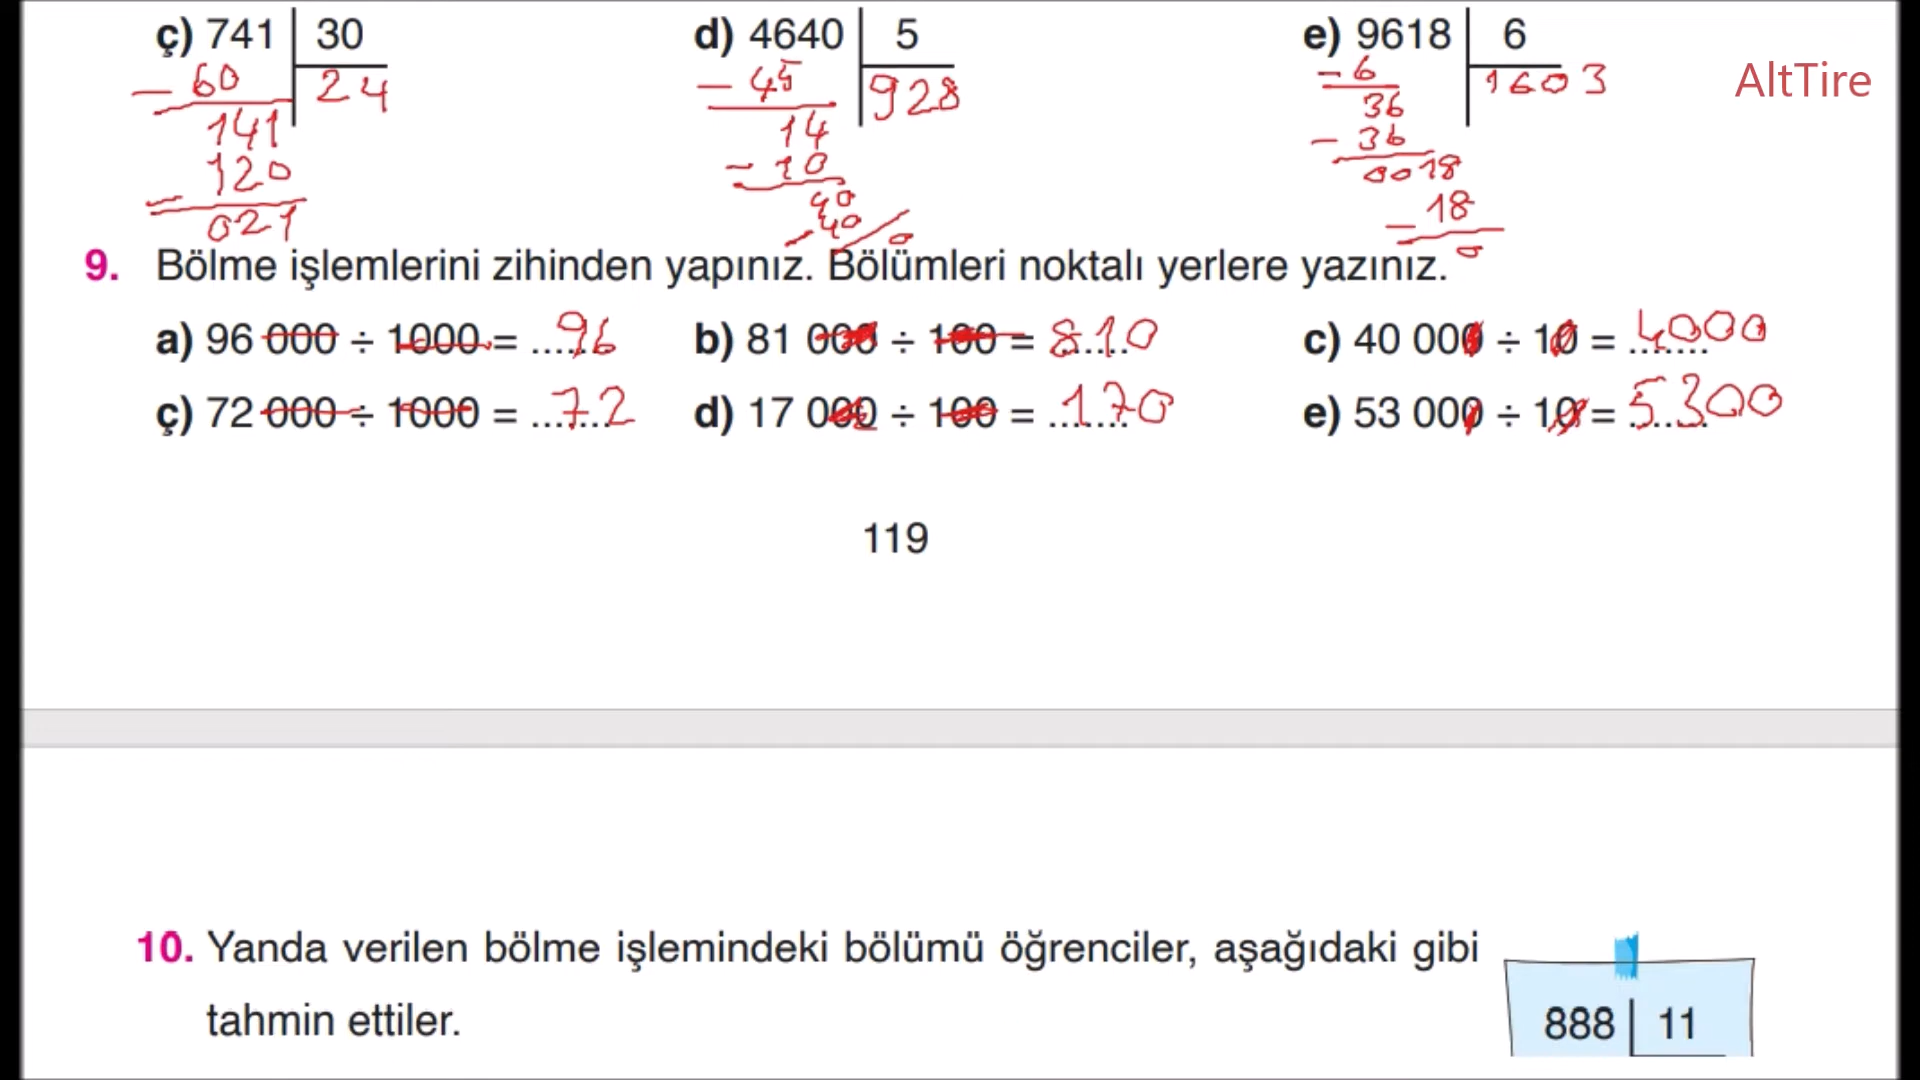 ç) 741 30 d) 4640 5 e) 9618 6
AltTire
- 60 24 - 45 928 - 6 1603
141 14 36
120 - 10 - 36
021 40 0018
- 40 - 18
0 0
9. Bölme işlemlerini zihinden yapınız. Bölümleri noktalı yerlere yazınız.
a) 96 000 ÷ 1000 = ....... 96 b) 81 000 ÷ 100 = ....... 810 c) 40 000 ÷ 10 = ....... 4000
ç) 72 000 ÷ 1000 = ....... 72 d) 17 000 ÷ 100 = ....... 170 e) 53 000 ÷ 10 = ....... 5300
119
10. Yanda verilen bölme işlemindeki bölümü öğrenciler, aşağıdaki gibi
tahmin ettiler.
888 11